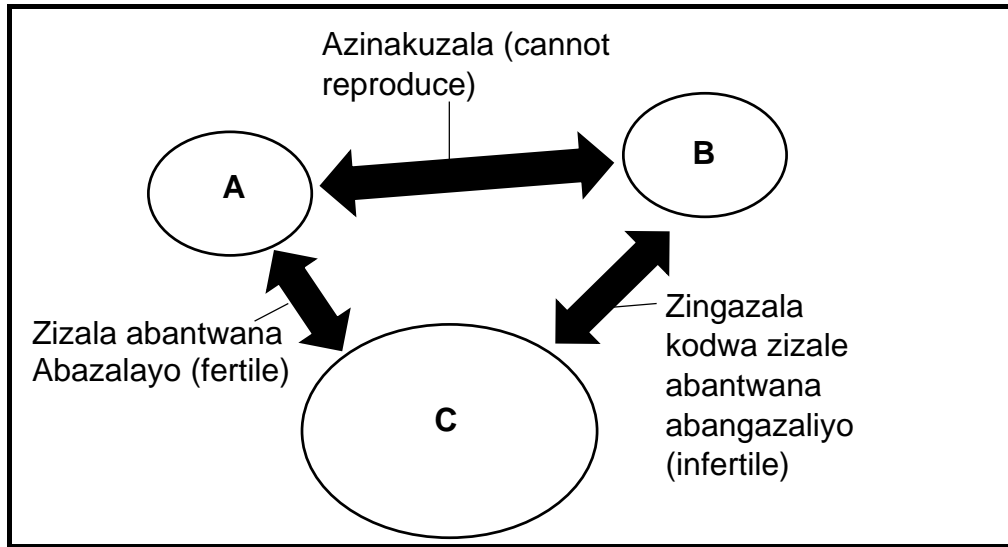 Azinakuzala (cannot
reproduce)
A
B
Zizala abantwana
Abazalayo (fertile)
C
Zingazala
kodwa zizale
abantwana
abangazaliyo
(infertile)